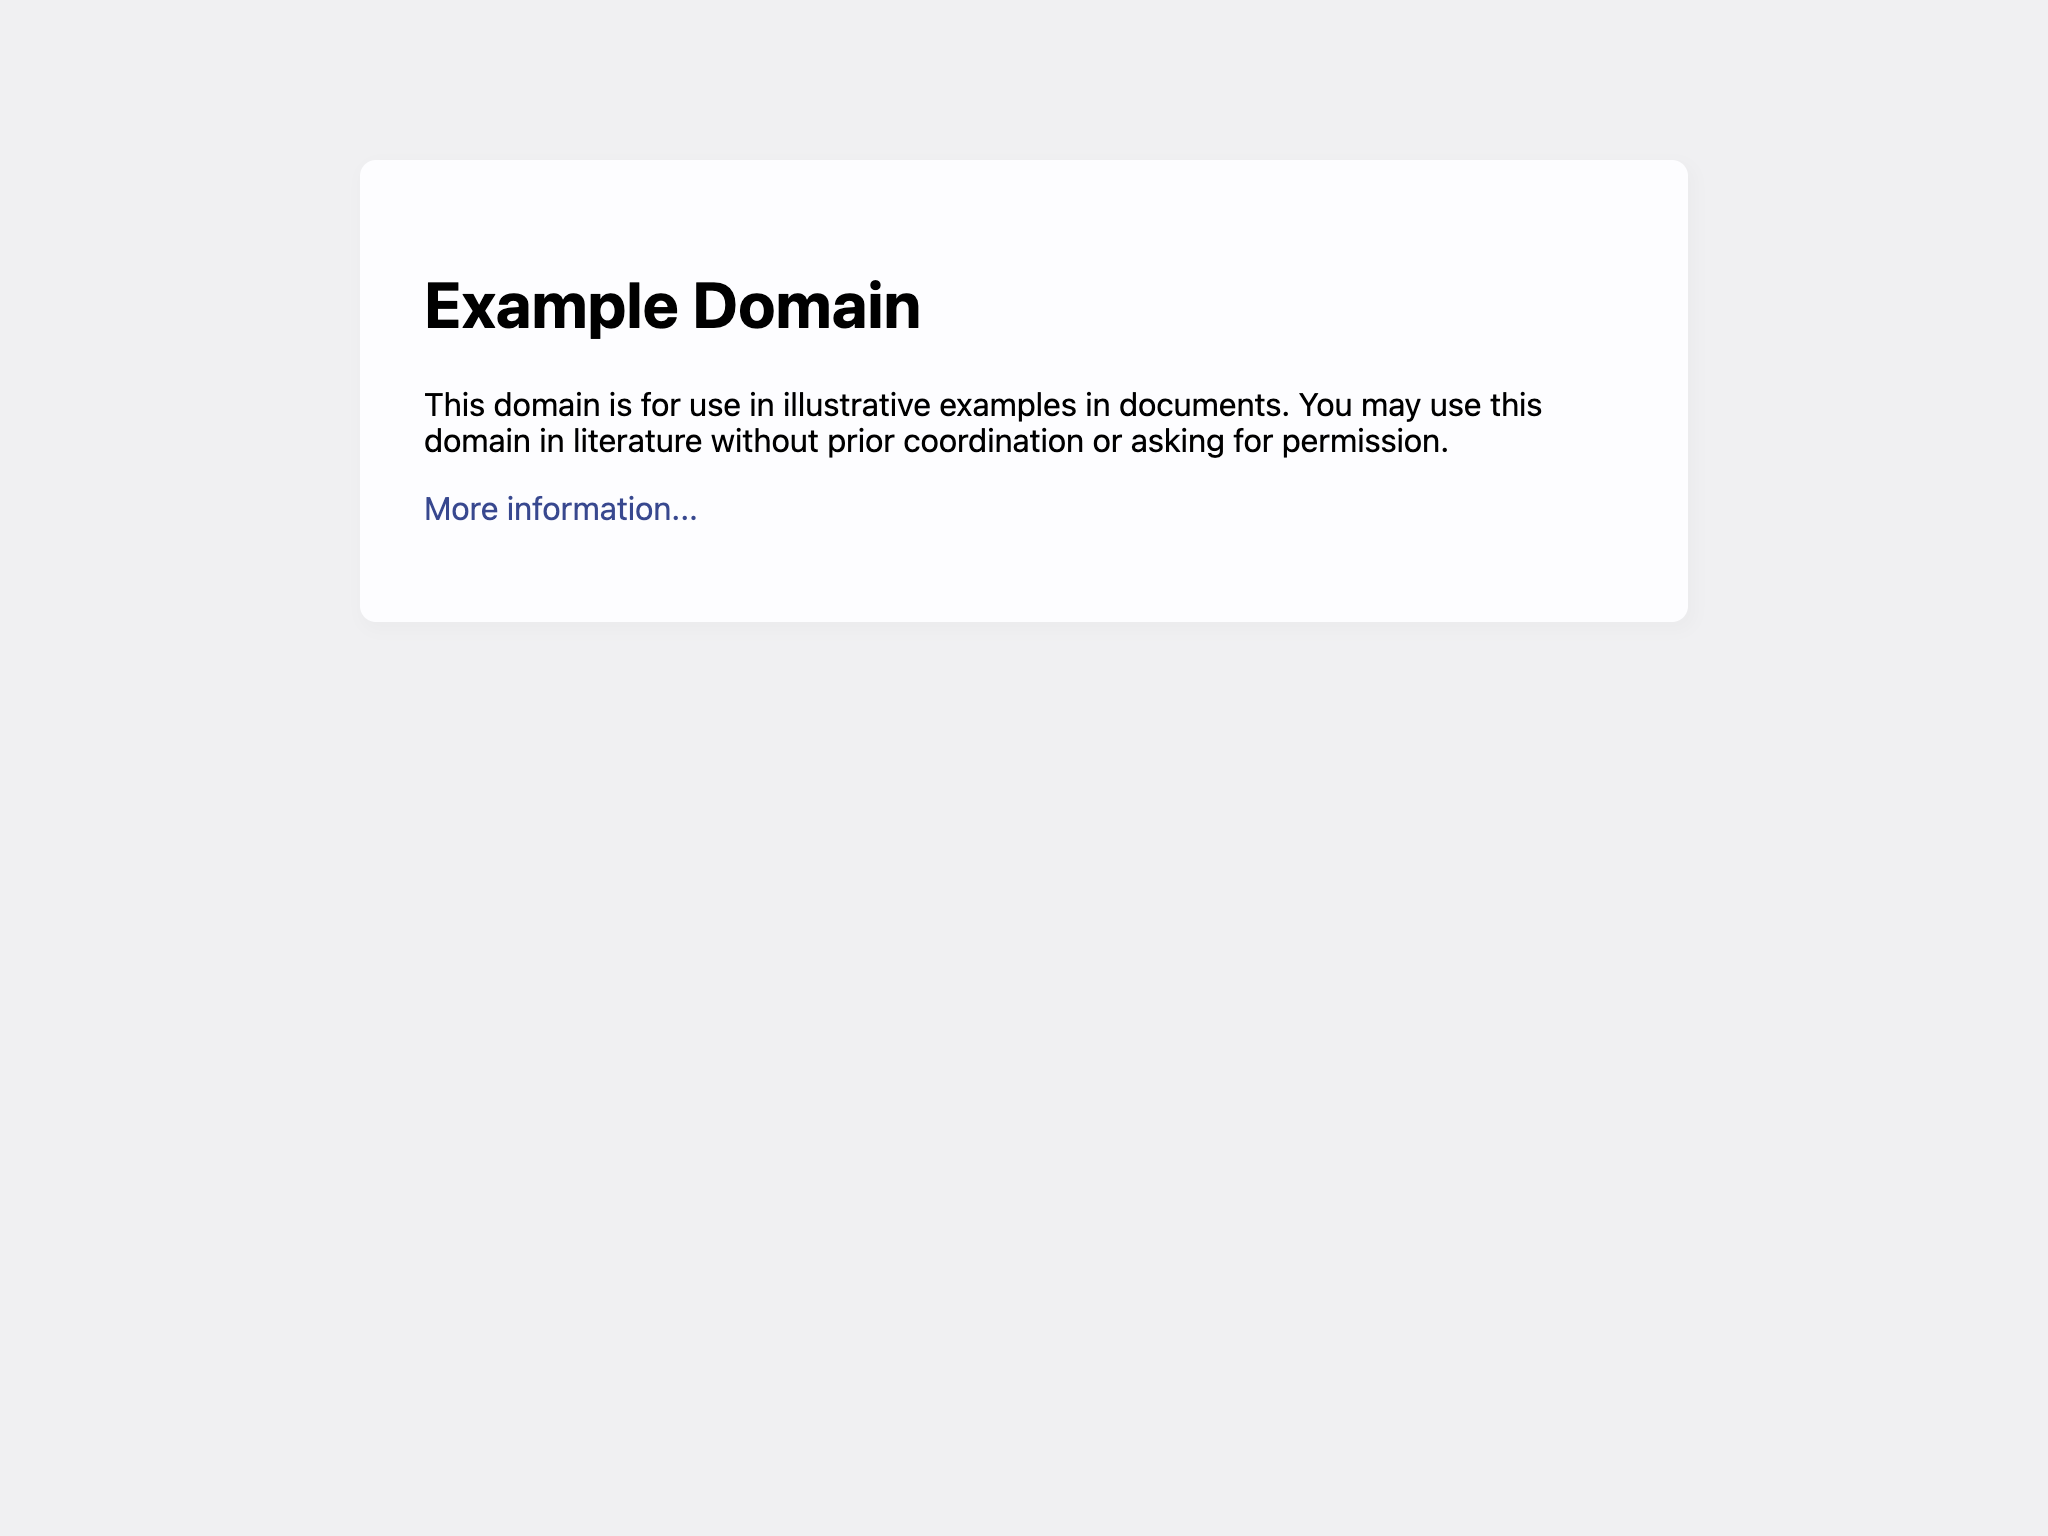 Example Domain
This domain is for use in illustrative examples in documents. You may use this
domain in literature without prior coordination or asking for permission.
More information...